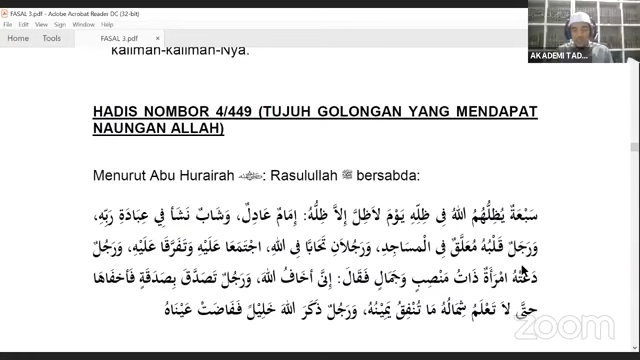 FASAL 3.pdf - Adobe Acrobat Reader DC (32-bit)
File Edit View Sign Window Help
Home Tools FASAL 3.pdf ×
kalimah-kalimah-Nya.
AKADEMI TAD...
HADIS NOMBOR 4/449 (TUJUH GOLONGAN YANG MENDAPAT
NAUNGAN ALLAH)
Menurut Abu Hurairah : Rasulullah ﷺ bersabda:
سَبْعَةٌ يُظِلُّهُمُ اللهُ فِى ظِلِّهِ يَوْمَ لَاظِلَّ إِلاَّ ظِلُّهُ: إِمَامٌ عَادِلٌ، وَشَابٌّ نَشَأَ فِي عِبَادَةِ رَبِّهِ،
وَرَجُلٌ قَلْبُهُ مُعَلَّقٌ فِى الْمَسَاجِدِ، وَرَجُلاَنِ تَحَابَّا فِى اللهِ، اجْتَمَعَا عَلَيْهِ وَتَفَرَّقَا عَلَيْهِ، وَرَجُلٌ
دَعَتْهُ امْرَأَةٌ ذَاتُ مَنْصِبٍ وَجَمَالٍ فَقَالَ: إِنِّى أَخَافُ اللهَ، وَرَجُلٌ تَصَدَّقَ بِصَدَقَةٍ فَأَخْفَاهَا
حَتَّى لَا تَعْلَمُ شِمَالُهُ مَا تُنْفِقُ يَمِيْنُهُ، وَرَجُلٌ ذَكَرَ اللهَ خَلِيْلً فَفَاضَتْ عَيْنَاهُ
zoom